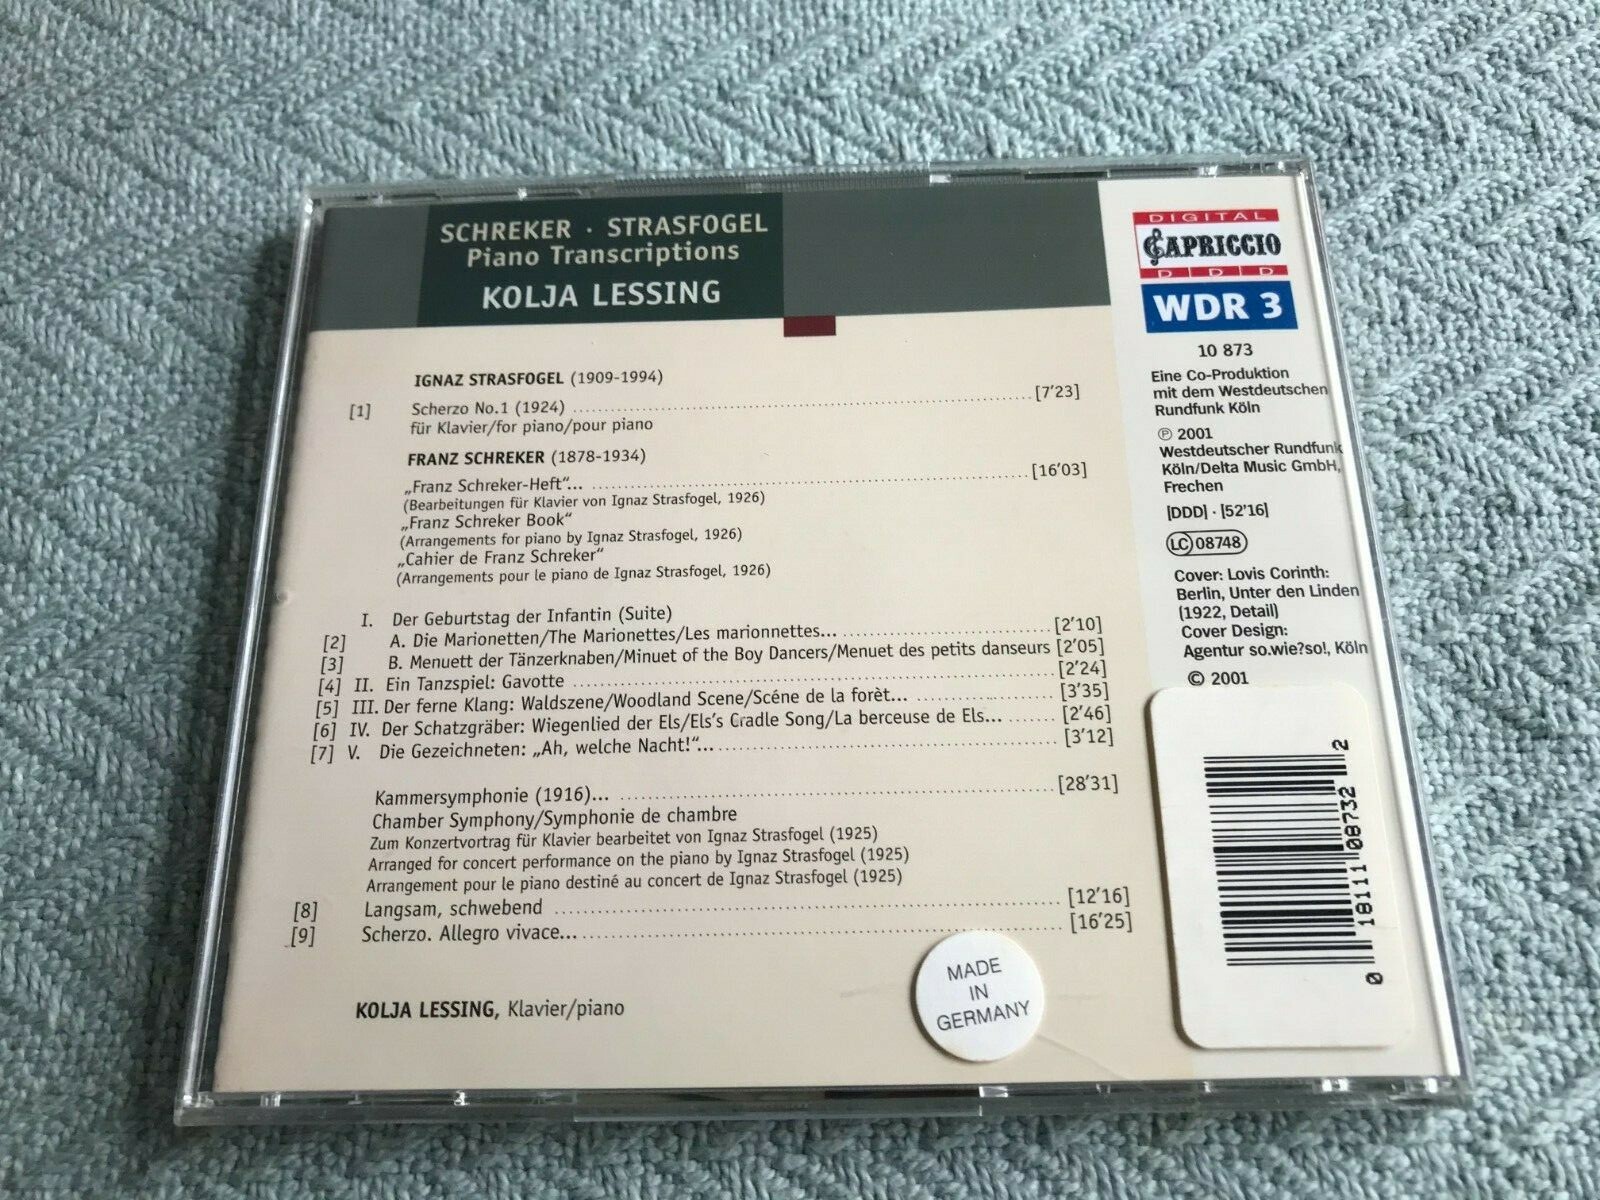 SCHREKER · STRASFOGEL
Piano Transcriptions
KOLJA LESSING
IGNAZ STRASFOGEL (1909-1994)
[1] Scherzo No.1 (1924) [7'23]
für Klavier/for piano/pour piano
FRANZ SCHREKER (1878-1934)
„Franz Schreker-Heft“... [16'03]
(Bearbeitungen für Klavier von Ignaz Strasfogel, 1926)
„Franz Schreker Book“
(Arrangements for piano by Ignaz Strasfogel, 1926)
„Cahier de Franz Schreker“
(Arrangements pour le piano de Ignaz Strasfogel, 1926)
I. Der Geburtstag der Infantin (Suite)
[2] A. Die Marionetten/The Marionettes/Les marionnettes... [2'10]
[3] B. Menuett der Tänzerknaben/Minuet of the Boy Dancers/Menuet des petits danseurs [2'05]
[4] II. Ein Tanzspiel: Gavotte [2'24]
[5] III. Der ferne Klang: Waldszene/Woodland Scene/Scéne de la forèt... [3'35]
[6] IV. Der Schatzgräber: Wiegenlied der Els/Els's Cradle Song/La berceuse de Els... [2'46]
[7] V. Die Gezeichneten: „Ah, welche Nacht!“... [3'12]
Kammersymphonie (1916)... [28'31]
Chamber Symphony/Symphonie de chambre
Zum Konzertvortrag für Klavier bearbeitet von Ignaz Strasfogel (1925)
Arranged for concert performance on the piano by Ignaz Strasfogel (1925)
Arrangement pour le piano destiné au concert de Ignaz Strasfogel (1925)
[8] Langsam, schwebend [12'16]
[9] Scherzo. Allegro vivace... [16'25]
KOLJA LESSING, Klavier/piano
MADE
IN
GERMANY
DIGITAL
CAPRICCIO
D D D
WDR 3
10 873
Eine Co-Produktion
mit dem Westdeutschen
Rundfunk Köln
Ⓟ 2001
Westdeutscher Rundfunk
Köln/Delta Music GmbH,
Frechen
[DDD] · [52'16]
LC 08748
Cover: Lovis Corinth:
Berlin, Unter den Linden
(1922, Detail)
Cover Design:
Agentur so.wie?so!, Köln
© 2001
0 18111 08732 2